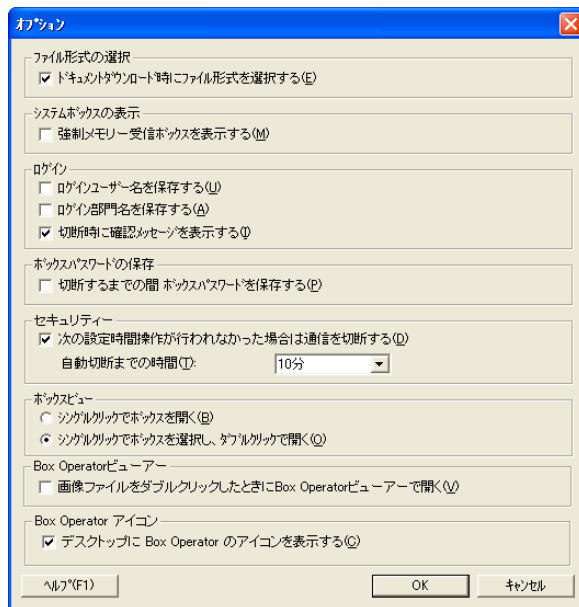 オプション
ファイル形式の選択
ドキュメントダウンロード時にファイル形式を選択する(E)
システムボックスの表示
強制メモリー受信ボックスを表示する(M)
ログイン
ログインユーザー名を保存する(U)
ログイン部門名を保存する(A)
切断時に確認メッセージを表示する(I)
ボックスパスワードの保存
切断するまでの間 ボックスパスワードを保存する(P)
セキュリティー
次の設定時間操作が行われなかった場合は通信を切断する(D)
自動切断までの時間(T): 10分
ボックスビュー
シングルクリックでボックスを開く(B)
シングルクリックでボックスを選択し、ダブルクリックで開く(O)
Box Operatorビューアー
画像ファイルをダブルクリックしたときにBox Operatorビューアーで開く(V)
Box Operator アイコン
デスクトップに Box Operator のアイコンを表示する(C)
ヘルプ(F1) OK キャンセル